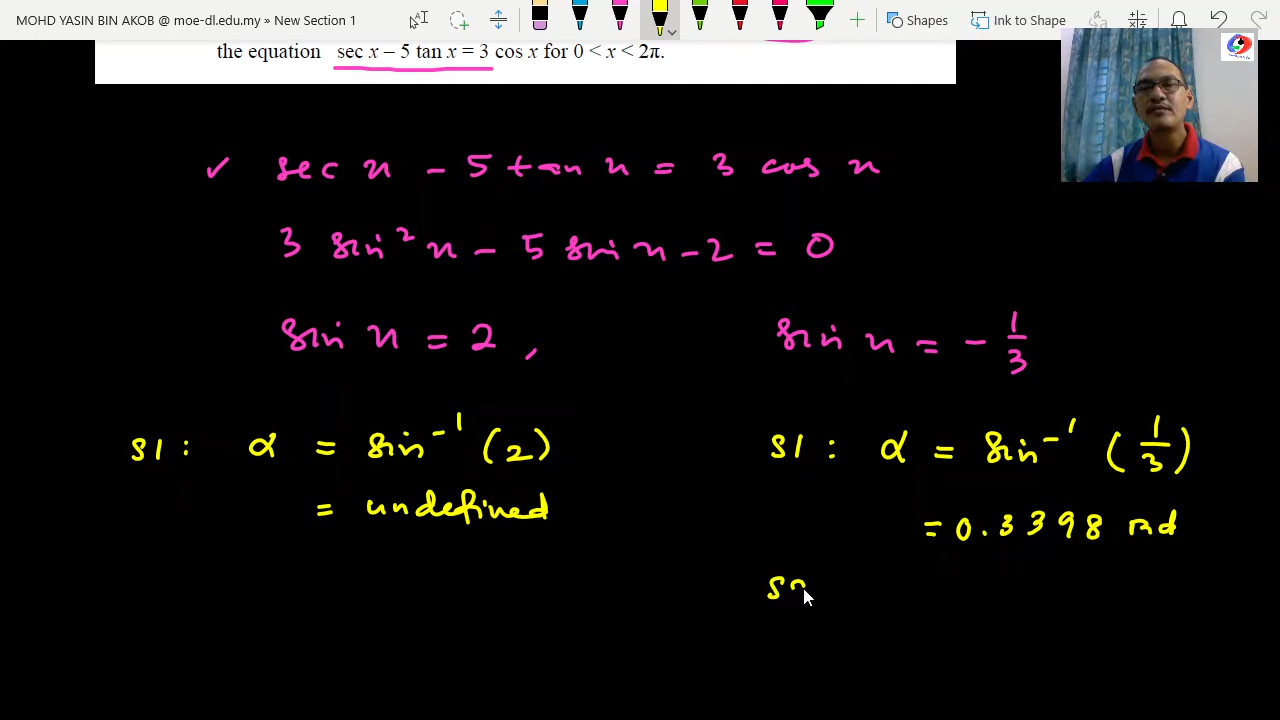 MOHD YASIN BIN AKOB @ moe-dl.edu.my » New Section 1
Shapes
Ink to Shape
the equation sec x – 5 tan x = 3 cos x for 0 < x < 2π.
✓ sec x - 5 tan x = 3 cos x
3 sin² x - 5 sin x - 2 = 0
sin x = 2 , sin x = - 1/3
S1 : α = sin⁻¹ (2)
= undefined
S1 : α = sin⁻¹ (1/3)
= 0.3398 rad